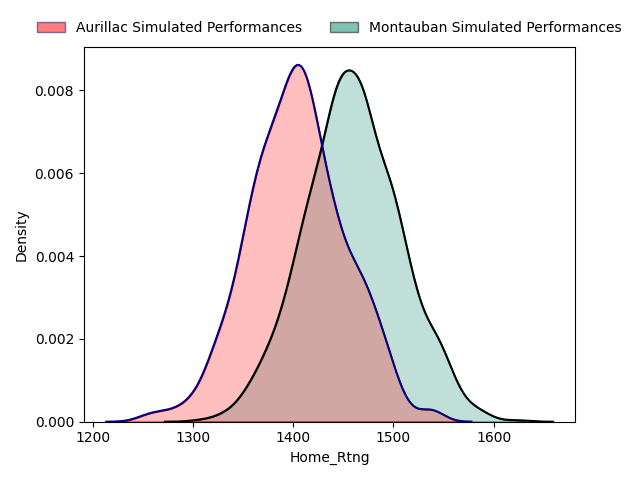 Aurillac Simulated Performances Montauban Simulated Performances
0.008
0.006
0.004
0.002
0.000
Density
1200 1300 1400 1500 1600
Home_Rtng